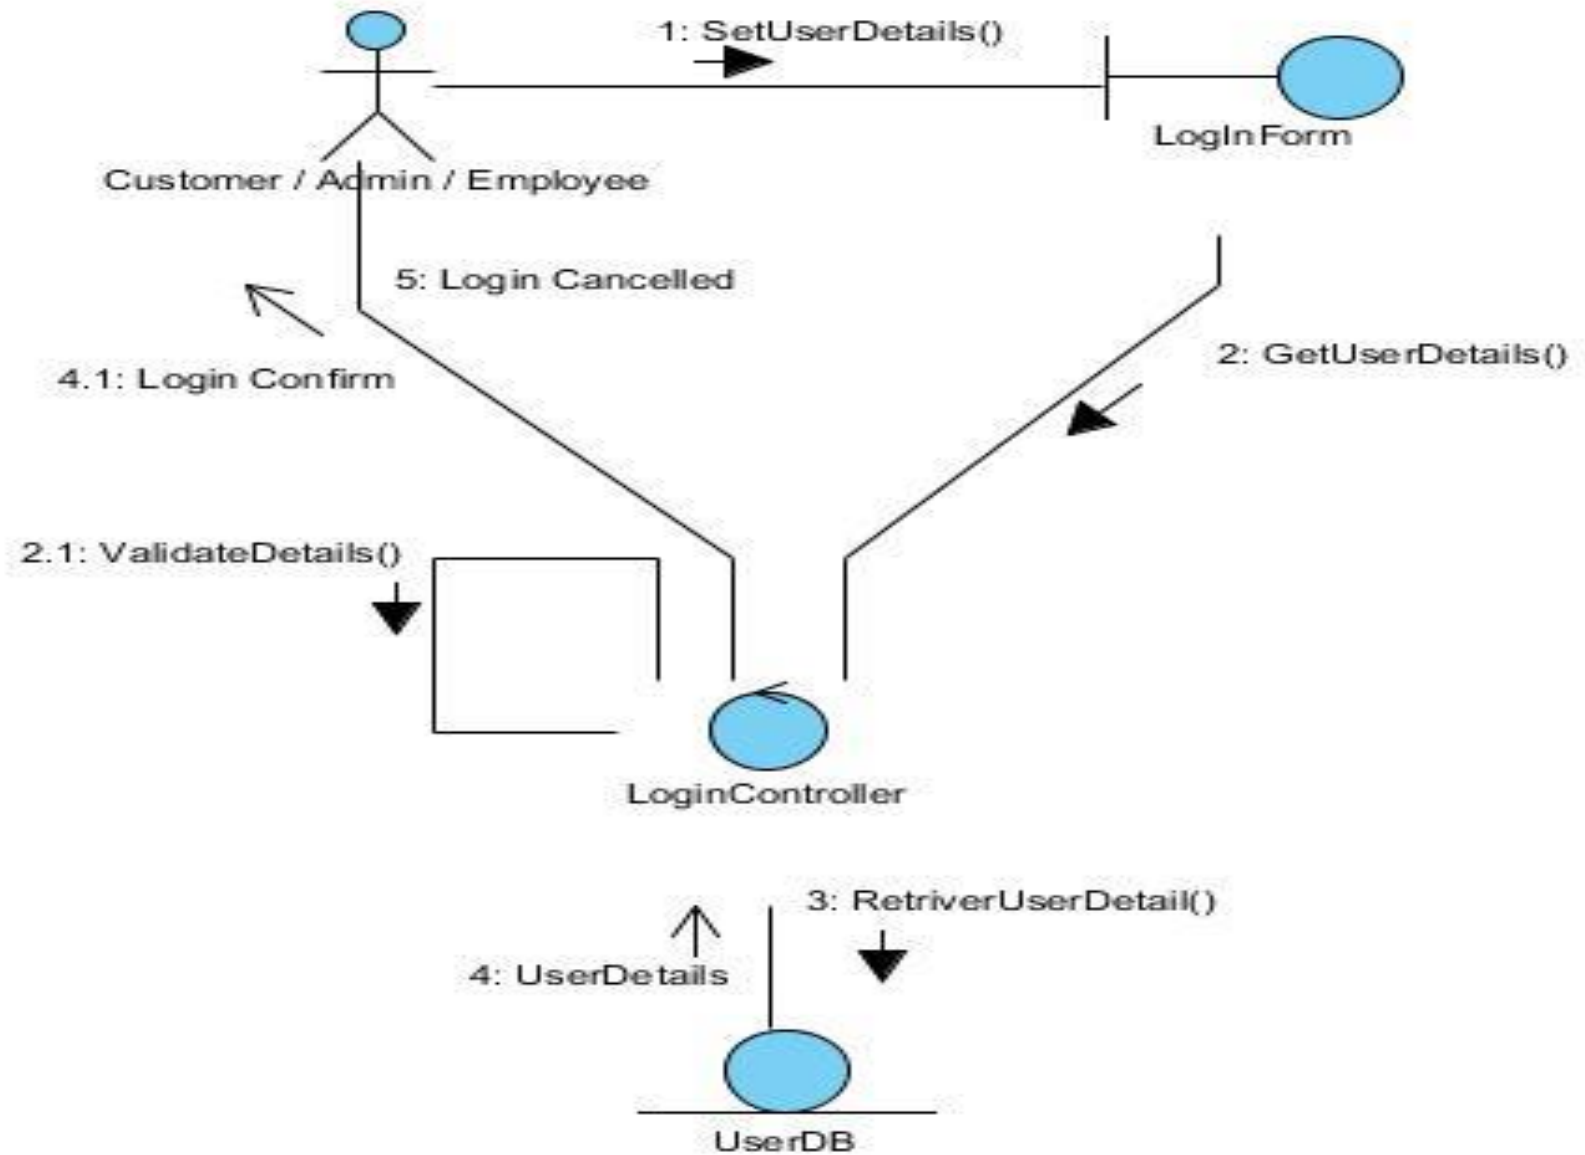 1: SetUserDetails()
LogInForm
Customer / Admin / Employee
5: Login Cancelled
4.1: Login Confirm
2: GetUserDetails()
2.1: ValidateDetails()
LoginController
3: RetriverUserDetail()
4: UserDetails
UserDB